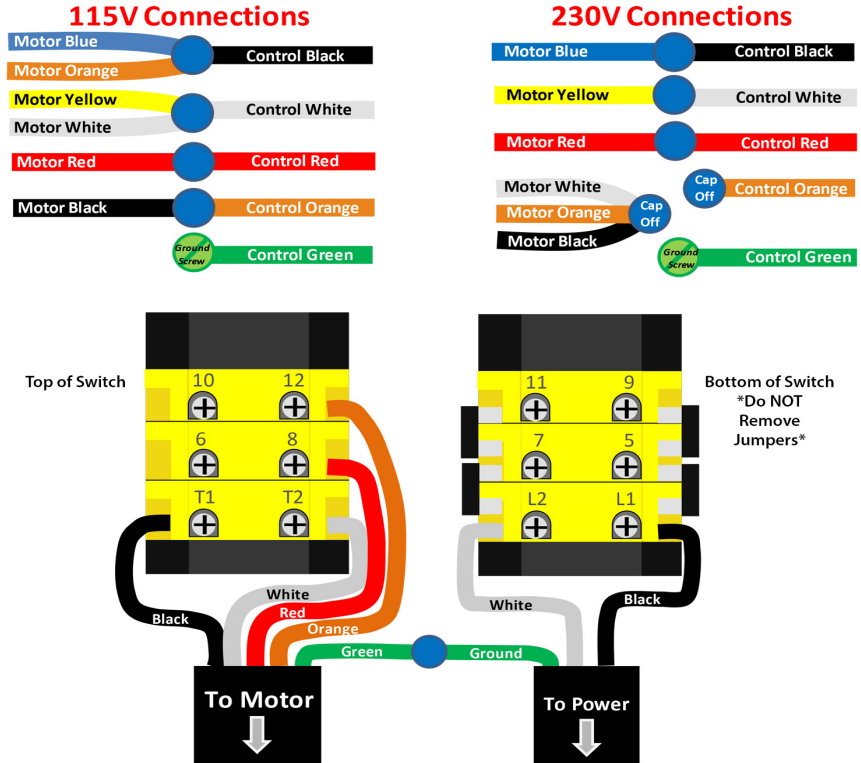 115V Connections
Motor Blue
Control Black
Motor Orange
Motor Yellow
Control White
Motor White
Motor Red
Control Red
Motor Black
Control Orange
Ground
Screw
Control Green
230V Connections
Motor Blue
Control Black
Motor Yellow
Control White
Motor Red
Control Red
Cap
Off
Control Orange
Motor White
Motor Orange
Motor Black
Cap
Off
Ground
Screw
Control Green
Top of Switch
10 12
6 8
T1 T2
White
Red
Orange
Black
Green
Ground
To Motor
11 9
7 5
L2 L1
Bottom of Switch
*Do NOT
Remove
Jumpers*
White
Black
To Power